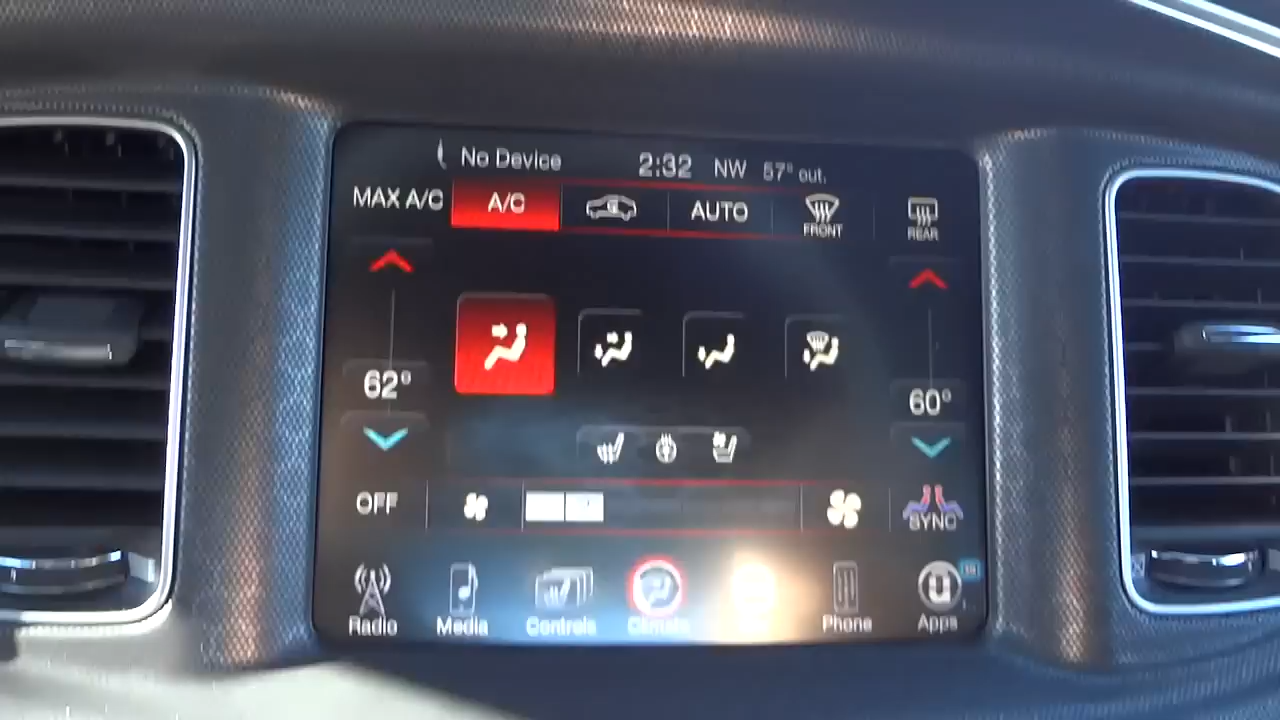 No Device 2:32 NW 57° out.
MAX A/C A/C AUTO FRONT REAR
62° 60°
OFF SYNC
Radio Media Controls Climate Phone Apps